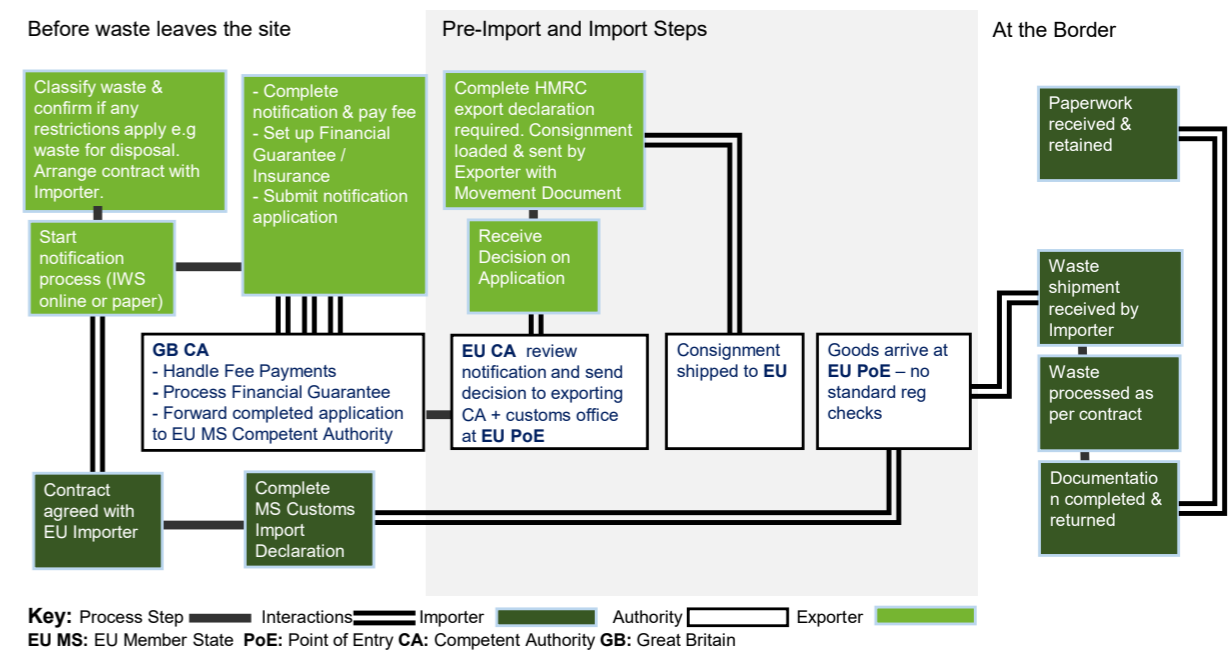 Before waste leaves the site
Pre-Import and Import Steps
At the Border
Classify waste &
confirm if any
restrictions apply e.g
waste for disposal.
Arrange contract with
Importer.
- Complete
notification & pay fee
- Set up Financial
Guarantee /
Insurance
- Submit notification
application
Start
notification
process (IWS
online or paper)
GB CA
- Handle Fee Payments
- Process Financial Guarantee
- Forward completed application
to EU MS Competent Authority
Contract
agreed with
EU Importer
Complete
MS Customs
Import
Declaration
Complete HMRC
export declaration
required. Consignment
loaded & sent by
Exporter with
Movement Document
Receive
Decision on
Application
EU CA review
notification and send
decision to exporting
CA + customs office
at EU PoE
Consignment
shipped to EU
Goods arrive at
EU PoE – no
standard reg
checks
Paperwork
received &
retained
Waste
shipment
received by
Importer
Waste
processed as
per contract
Documentatio
n completed &
returned
Key: Process Step Interactions Importer Authority Exporter
EU MS: EU Member State PoE: Point of Entry CA: Competent Authority GB: Great Britain